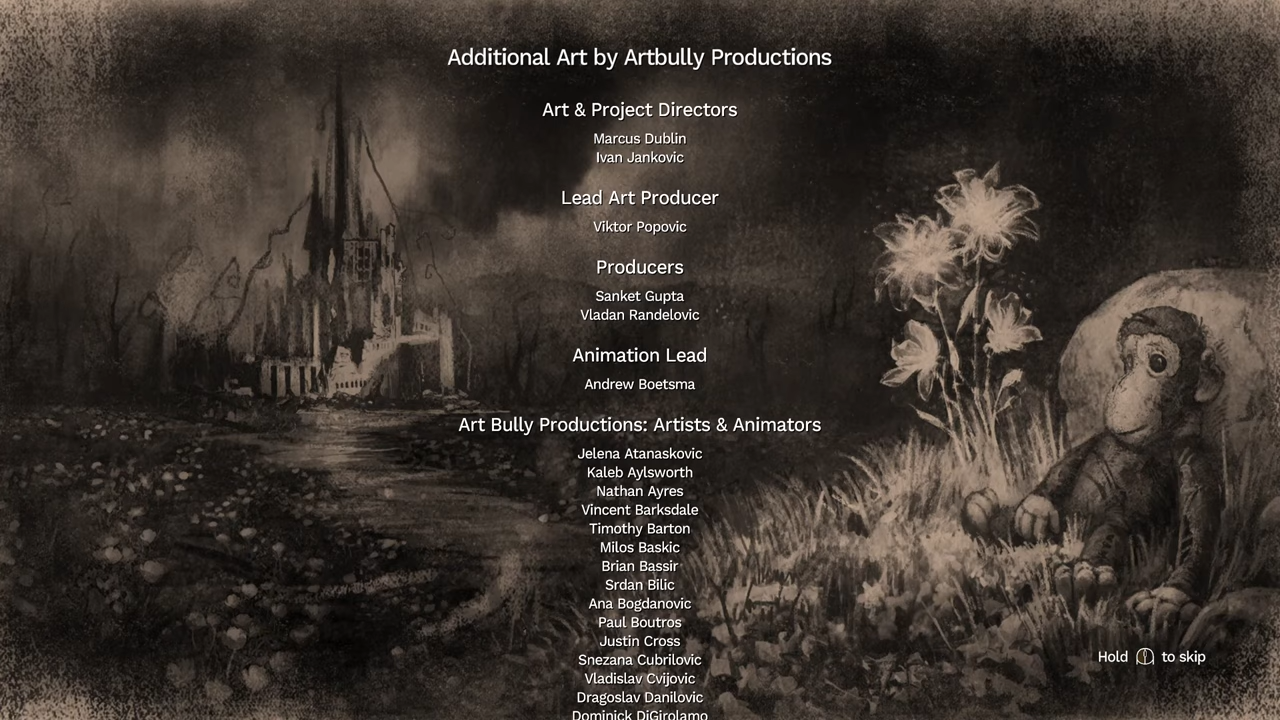 Additional Art by Artbully Productions
Art & Project Directors
Marcus Dublin
Ivan Jankovic
Lead Art Producer
Viktor Popovic
Producers
Sanket Gupta
Vladan Randelovic
Animation Lead
Andrew Boetsma
Art Bully Productions: Artists & Animators
Jelena Atanaskovic
Kaleb Aylsworth
Nathan Ayres
Vincent Barksdale
Timothy Barton
Milos Baskic
Brian Bassir
Srdan Bilic
Ana Bogdanovic
Paul Boutros
Justin Cross
Snezana Cubrilovic
Vladislav Cvijovic
Dragoslav Danilovic
Dominick DiGirolamo
Hold to skip